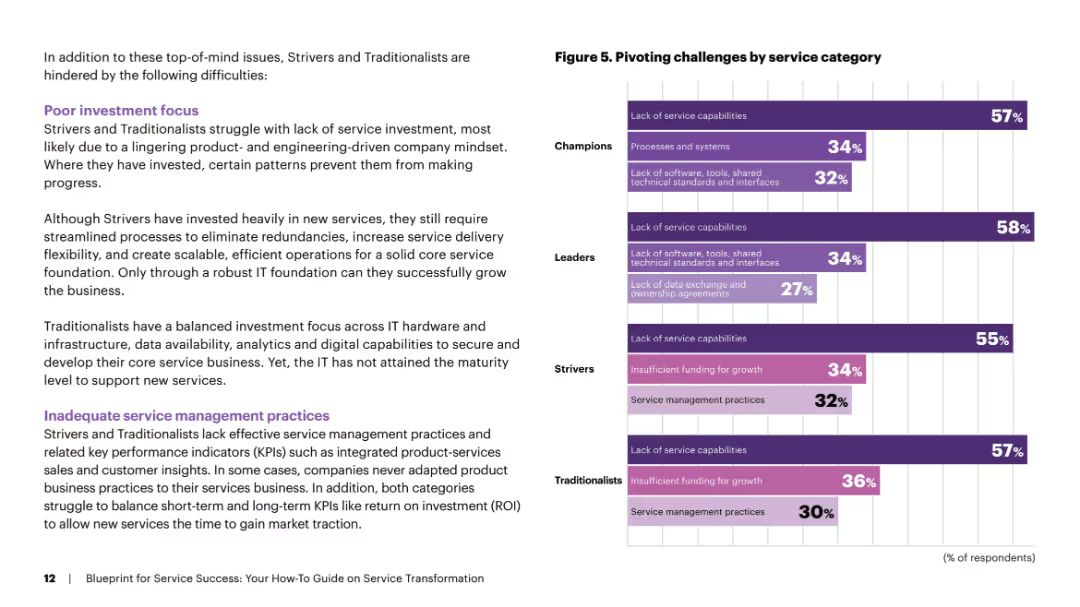 In addition to these top-of-mind issues, Strivers and Traditionalists are
hindered by the following difficulties:
Poor investment focus
Strivers and Traditionalists struggle with lack of service investment, most
likely due to a lingering product- and engineering-driven company mindset.
Where they have invested, certain patterns prevent them from making
progress.
Although Strivers have invested heavily in new services, they still require
streamlined processes to eliminate redundancies, increase service delivery
flexibility, and create scalable, efficient operations for a solid core service
foundation. Only through a robust IT foundation can they successfully grow
the business.
Traditionalists have a balanced investment focus across IT hardware and
infrastructure, data availability, analytics and digital capabilities to secure and
develop their core service business. Yet, the IT has not attained the maturity
level to support new services.
Inadequate service management practices
Strivers and Traditionalists lack effective service management practices and
related key performance indicators (KPIs) such as integrated product-services
sales and customer insights. In some cases, companies never adapted product
business practices to their services business. In addition, both categories
struggle to balance short-term and long-term KPIs like return on investment (ROI)
to allow new services the time to gain market traction.
Figure 5. Pivoting challenges by service category
Champions
Lack of service capabilities 57%
Processes and systems 34%
Lack of software, tools, shared
technical standards and interfaces 32%
Leaders
Lack of service capabilities 58%
Lack of software, tools, shared
technical standards and interfaces 34%
Lack of data exchange and
ownership agreements 27%
Strivers
Lack of service capabilities 55%
Insufficient funding for growth 34%
Service management practices 32%
Traditionalists
Lack of service capabilities 57%
Insufficient funding for growth 36%
Service management practices 30%
(% of respondents)
12 | Blueprint for Service Success: Your How-To Guide on Service Transformation